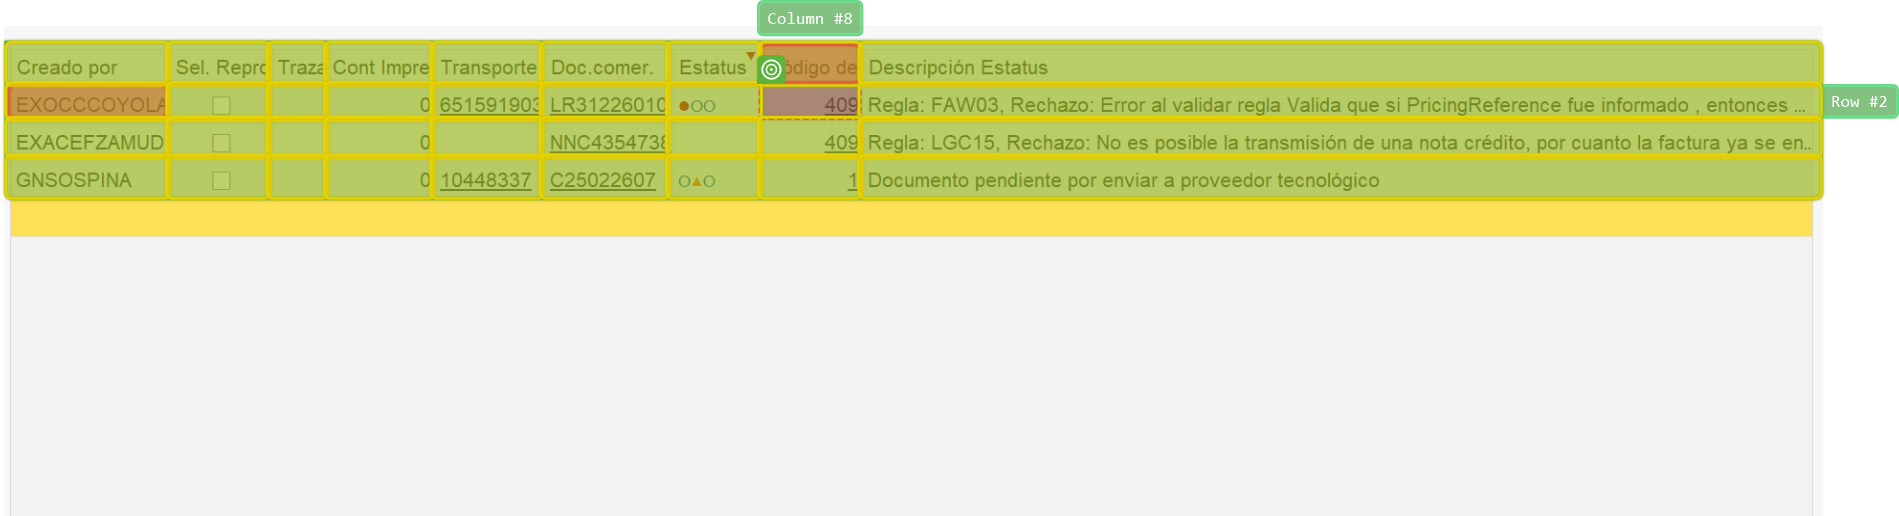 Column #8
Creado por Sel. Repro Traza Cont Impre Transporte Doc.comer. Estatus ódigo de Descripción Estatus
EXOCCCOYOLA 0 651591903 LR31226010 409 Regla: FAW03, Rechazo: Error al validar regla Valida que si PricingReference fue informado , entonces ... Row #2
EXACEFZAMUD 0 NNC4354738 409 Regla: LGC15, Rechazo: No es posible la transmisión de una nota crédito, por cuanto la factura ya se en..
GNSOSPINA 0 10448337 C25022607 1 Documento pendiente por enviar a proveedor tecnológico